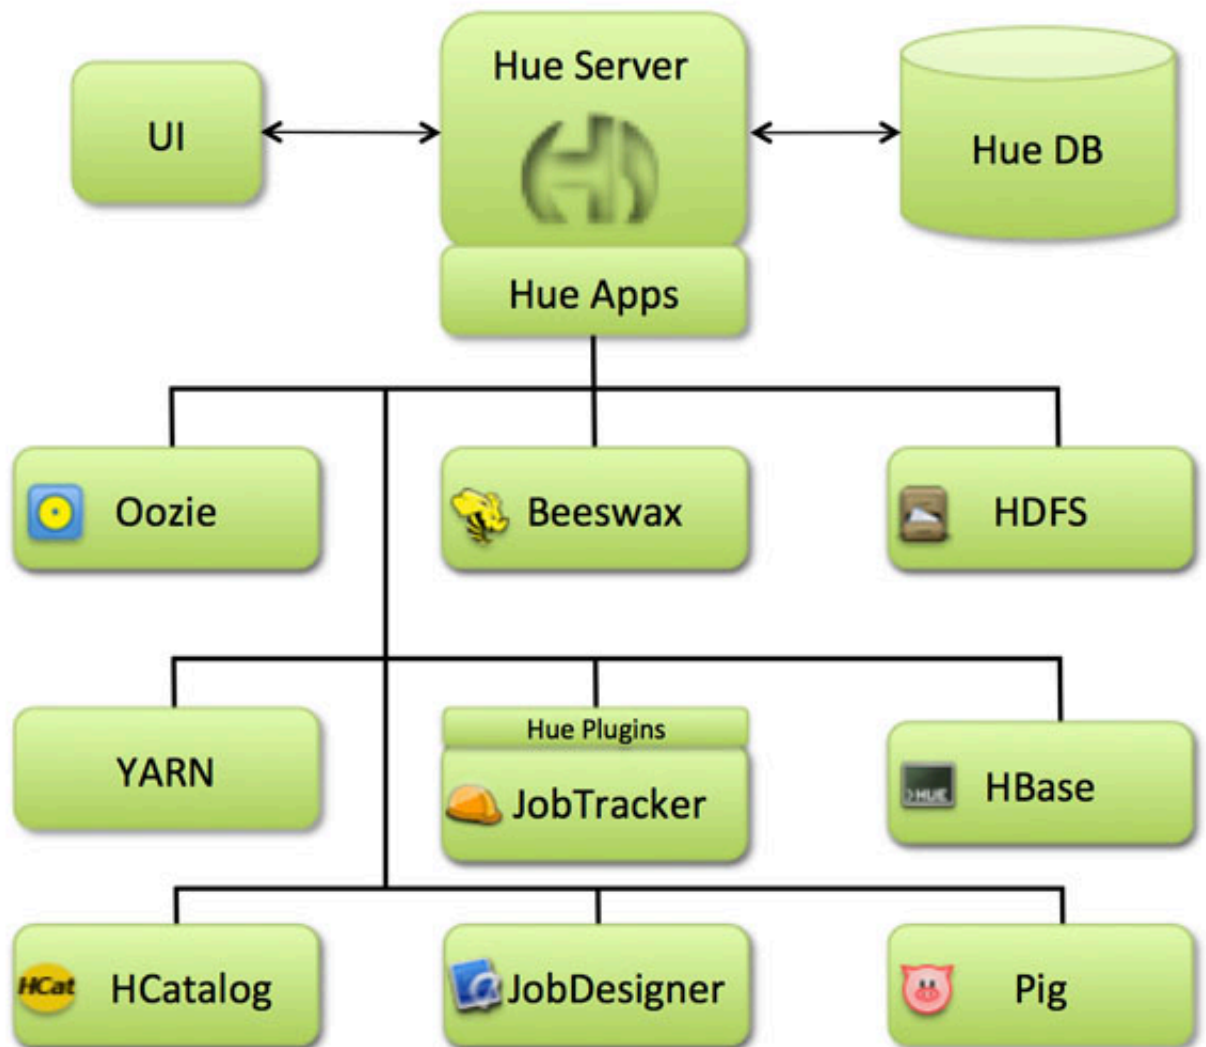 Hue Server
UI
Hue DB
Hue Apps
Oozie
Beeswax
HDFS
YARN
Hue Plugins
JobTracker
>HUE
HBase
HCat
HCatalog
JobDesigner
Pig